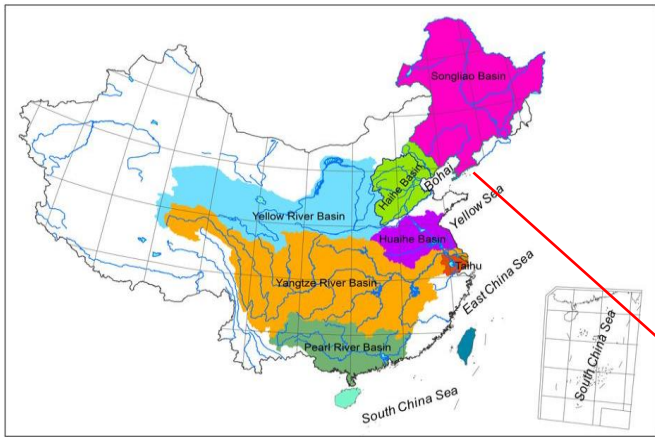 Songliao Basin
Haihe Basin
Bohai
Yellow River Basin
Yellow Sea
Huaihe Basin
Taihu
Yangtze River Basin
East China Sea
Pearl River Basin
South China Sea
South China Sea